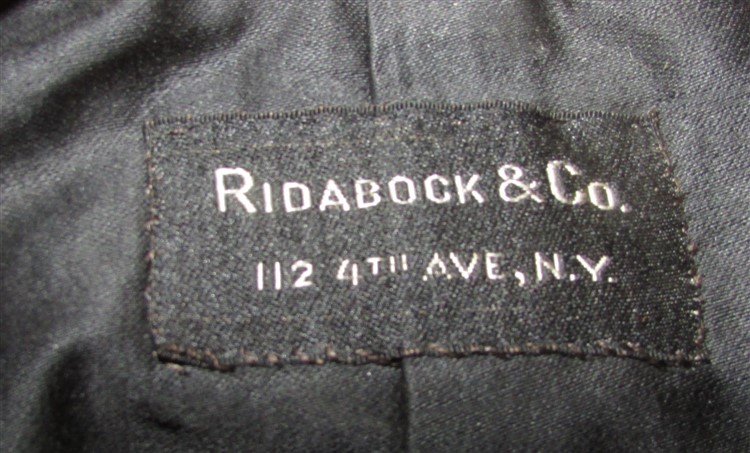 RIDABOCK & CO.
112 4TH AVE, N.Y.